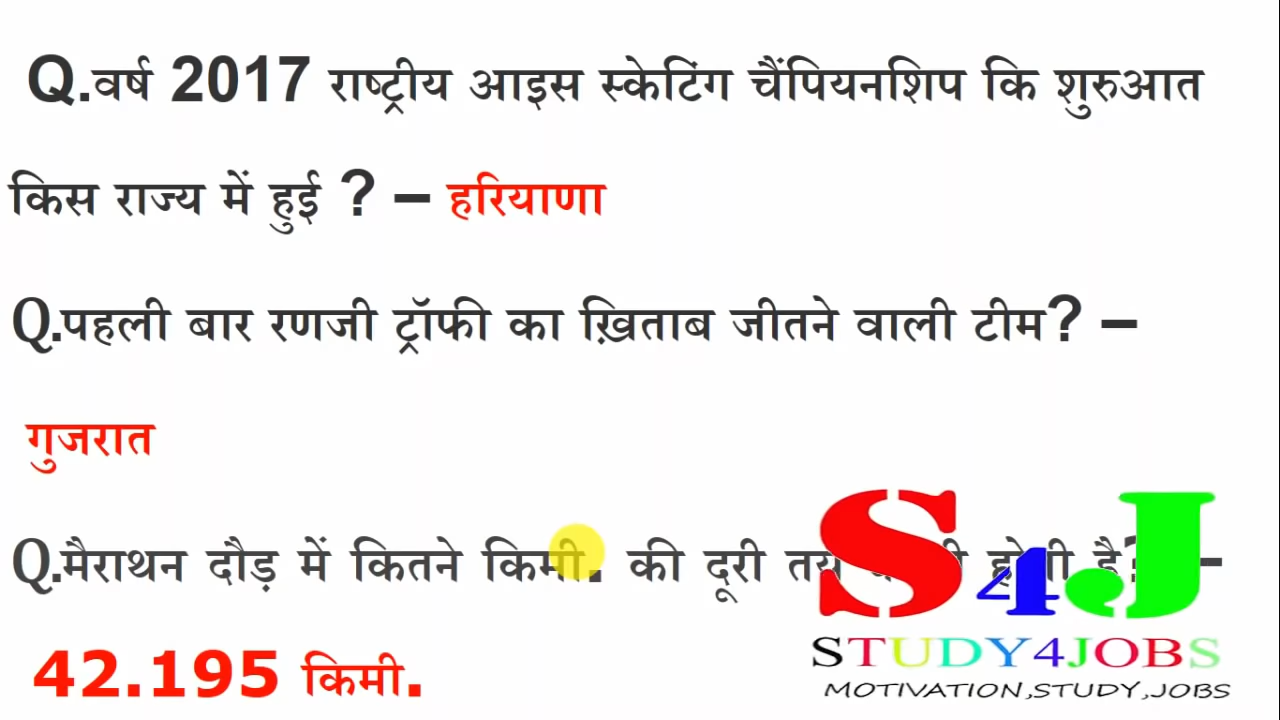 Q.वर्ष 2017 राष्ट्रीय आइस स्केटिंग चैंपियनशिप कि शुरुआत
किस राज्य में हुई ? – हरियाणा
Q.पहली बार रणजी ट्रॉफी का ख़िताब जीतने वाली टीम? –
गुजरात
Q.मैराथन दौड़ में कितने किमी. की दूरी तय है? –
42.195 किमी.
S4J
STUDY4JOBS
MOTIVATION,STUDY,JOBS